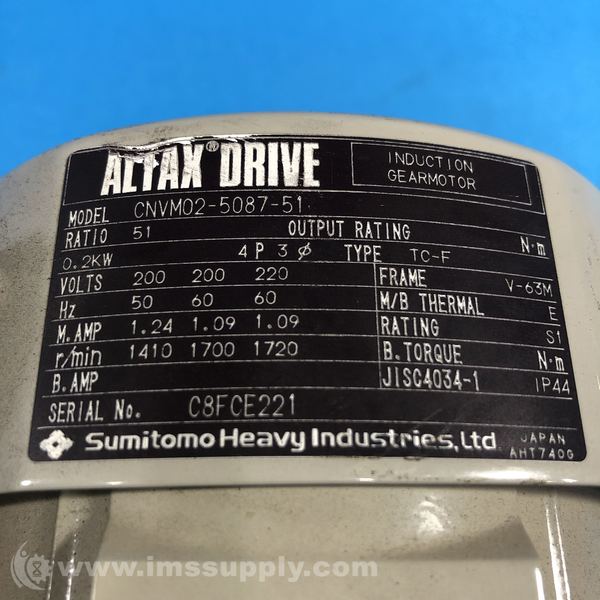 ALTAX® DRIVE
INDUCTION
GEARMOTOR
MODEL CNVM02-5087-51
RATIO 51 OUTPUT RATING N·m
0.2KW 4 P 3 ϕ TYPE TC-F
VOLTS 200 200 220 FRAME V-63M
Hz 50 60 60 M/B THERMAL E
M.AMP 1.24 1.09 1.09 RATING S1
r/min 1410 1700 1720 B.TORQUE N·m
B.AMP JISC4034-1 IP44
SERIAL No. C8FCE221
Sumitomo Heavy Industries, Ltd JAPAN
AHT740G
www.imssupply.com